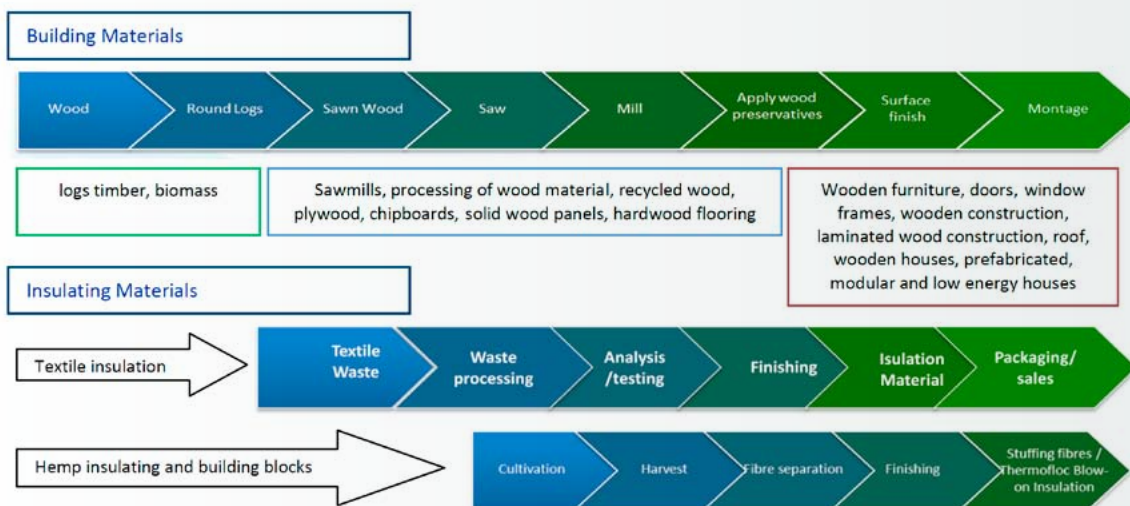 Building Materials
Wood
Round Logs
Sawn Wood
Saw
Mill
Apply wood
preservatives
Surface
finish
Montage
logs timber, biomass
Sawmills, processing of wood material, recycled wood,
plywood, chipboards, solid wood panels, hardwood flooring
Wooden furniture, doors, window
frames, wooden construction,
laminated wood construction, roof,
wooden houses, prefabricated,
modular and low energy houses
Insulating Materials
Textile insulation
Textile
Waste
Waste
processing
Analysis
/testing
Finishing
Isulation
Material
Packaging/
sales
Hemp insulating and building blocks
Cultivation
Harvest
Fibre separation
Finishing
Stuffing fibres /
Thermofloc Blow-
on Insulation